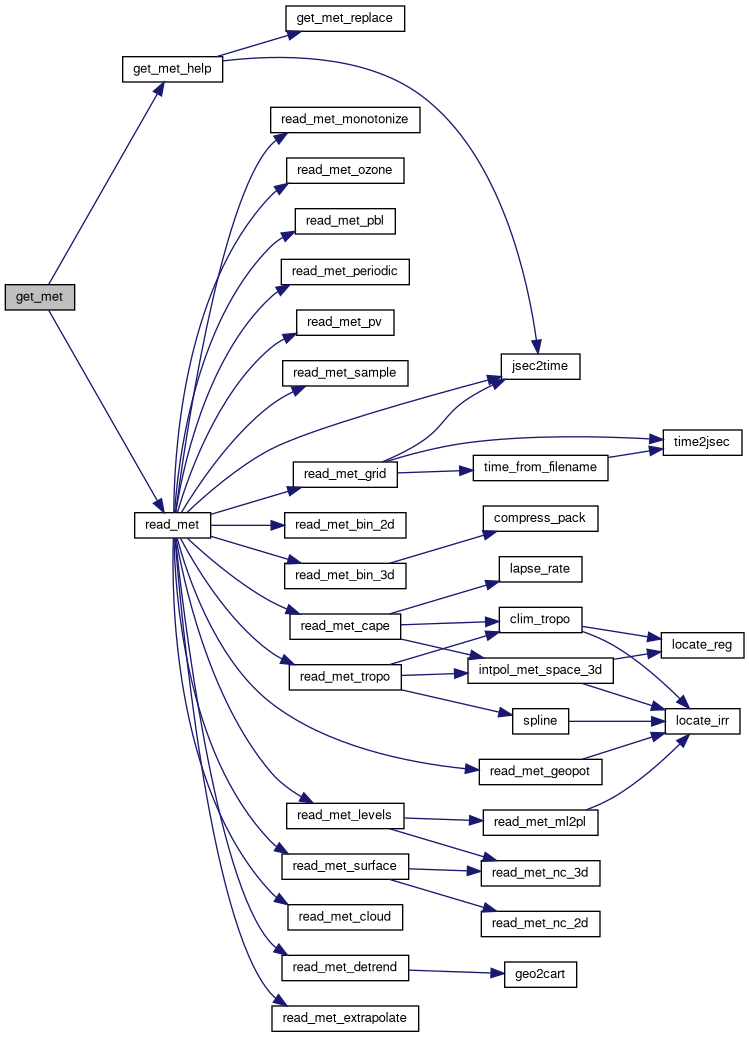 get_met_replace
get_met_help
read_met_monotonize
read_met_ozone
read_met_pbl
read_met_periodic
get_met
read_met_pv
read_met_sample
jsec2time
time2jsec
read_met_grid
time_from_filename
read_met
read_met_bin_2d
compress_pack
read_met_bin_3d
lapse_rate
read_met_cape
clim_tropo
locate_reg
read_met_tropo
intpol_met_space_3d
spline
locate_irr
read_met_geopot
read_met_levels
read_met_ml2pl
read_met_surface
read_met_nc_3d
read_met_cloud
read_met_nc_2d
read_met_detrend
geo2cart
read_met_extrapolate